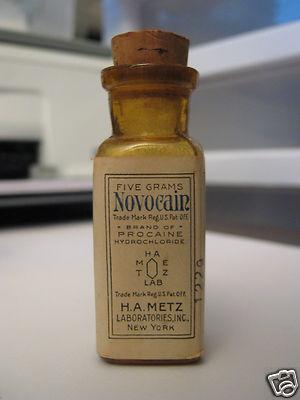 FIVE GRAMS
Novocain
Trade Mark Reg. U.S. Pat. Off.
• BRAND OF •
PROCAINE
HYDROCHLORIDE
H A
M E
T Z
LAB
Trade Mark Reg. U.S. Pat. Off.
H.A. METZ
LABORATORIES, INC.,
NEW YORK